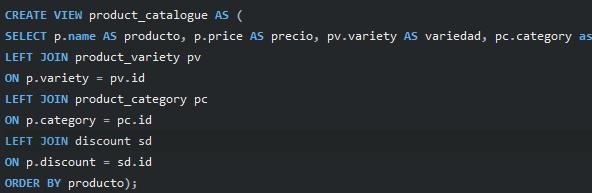 CREATE VIEW product_catalogue AS (
SELECT p.name AS producto, p.price AS precio, pv.variety AS variedad, pc.category as
LEFT JOIN product_variety pv
ON p.variety = pv.id
LEFT JOIN product_category pc
ON p.category = pc.id
LEFT JOIN discount sd
ON p.discount = sd.id
ORDER BY producto);